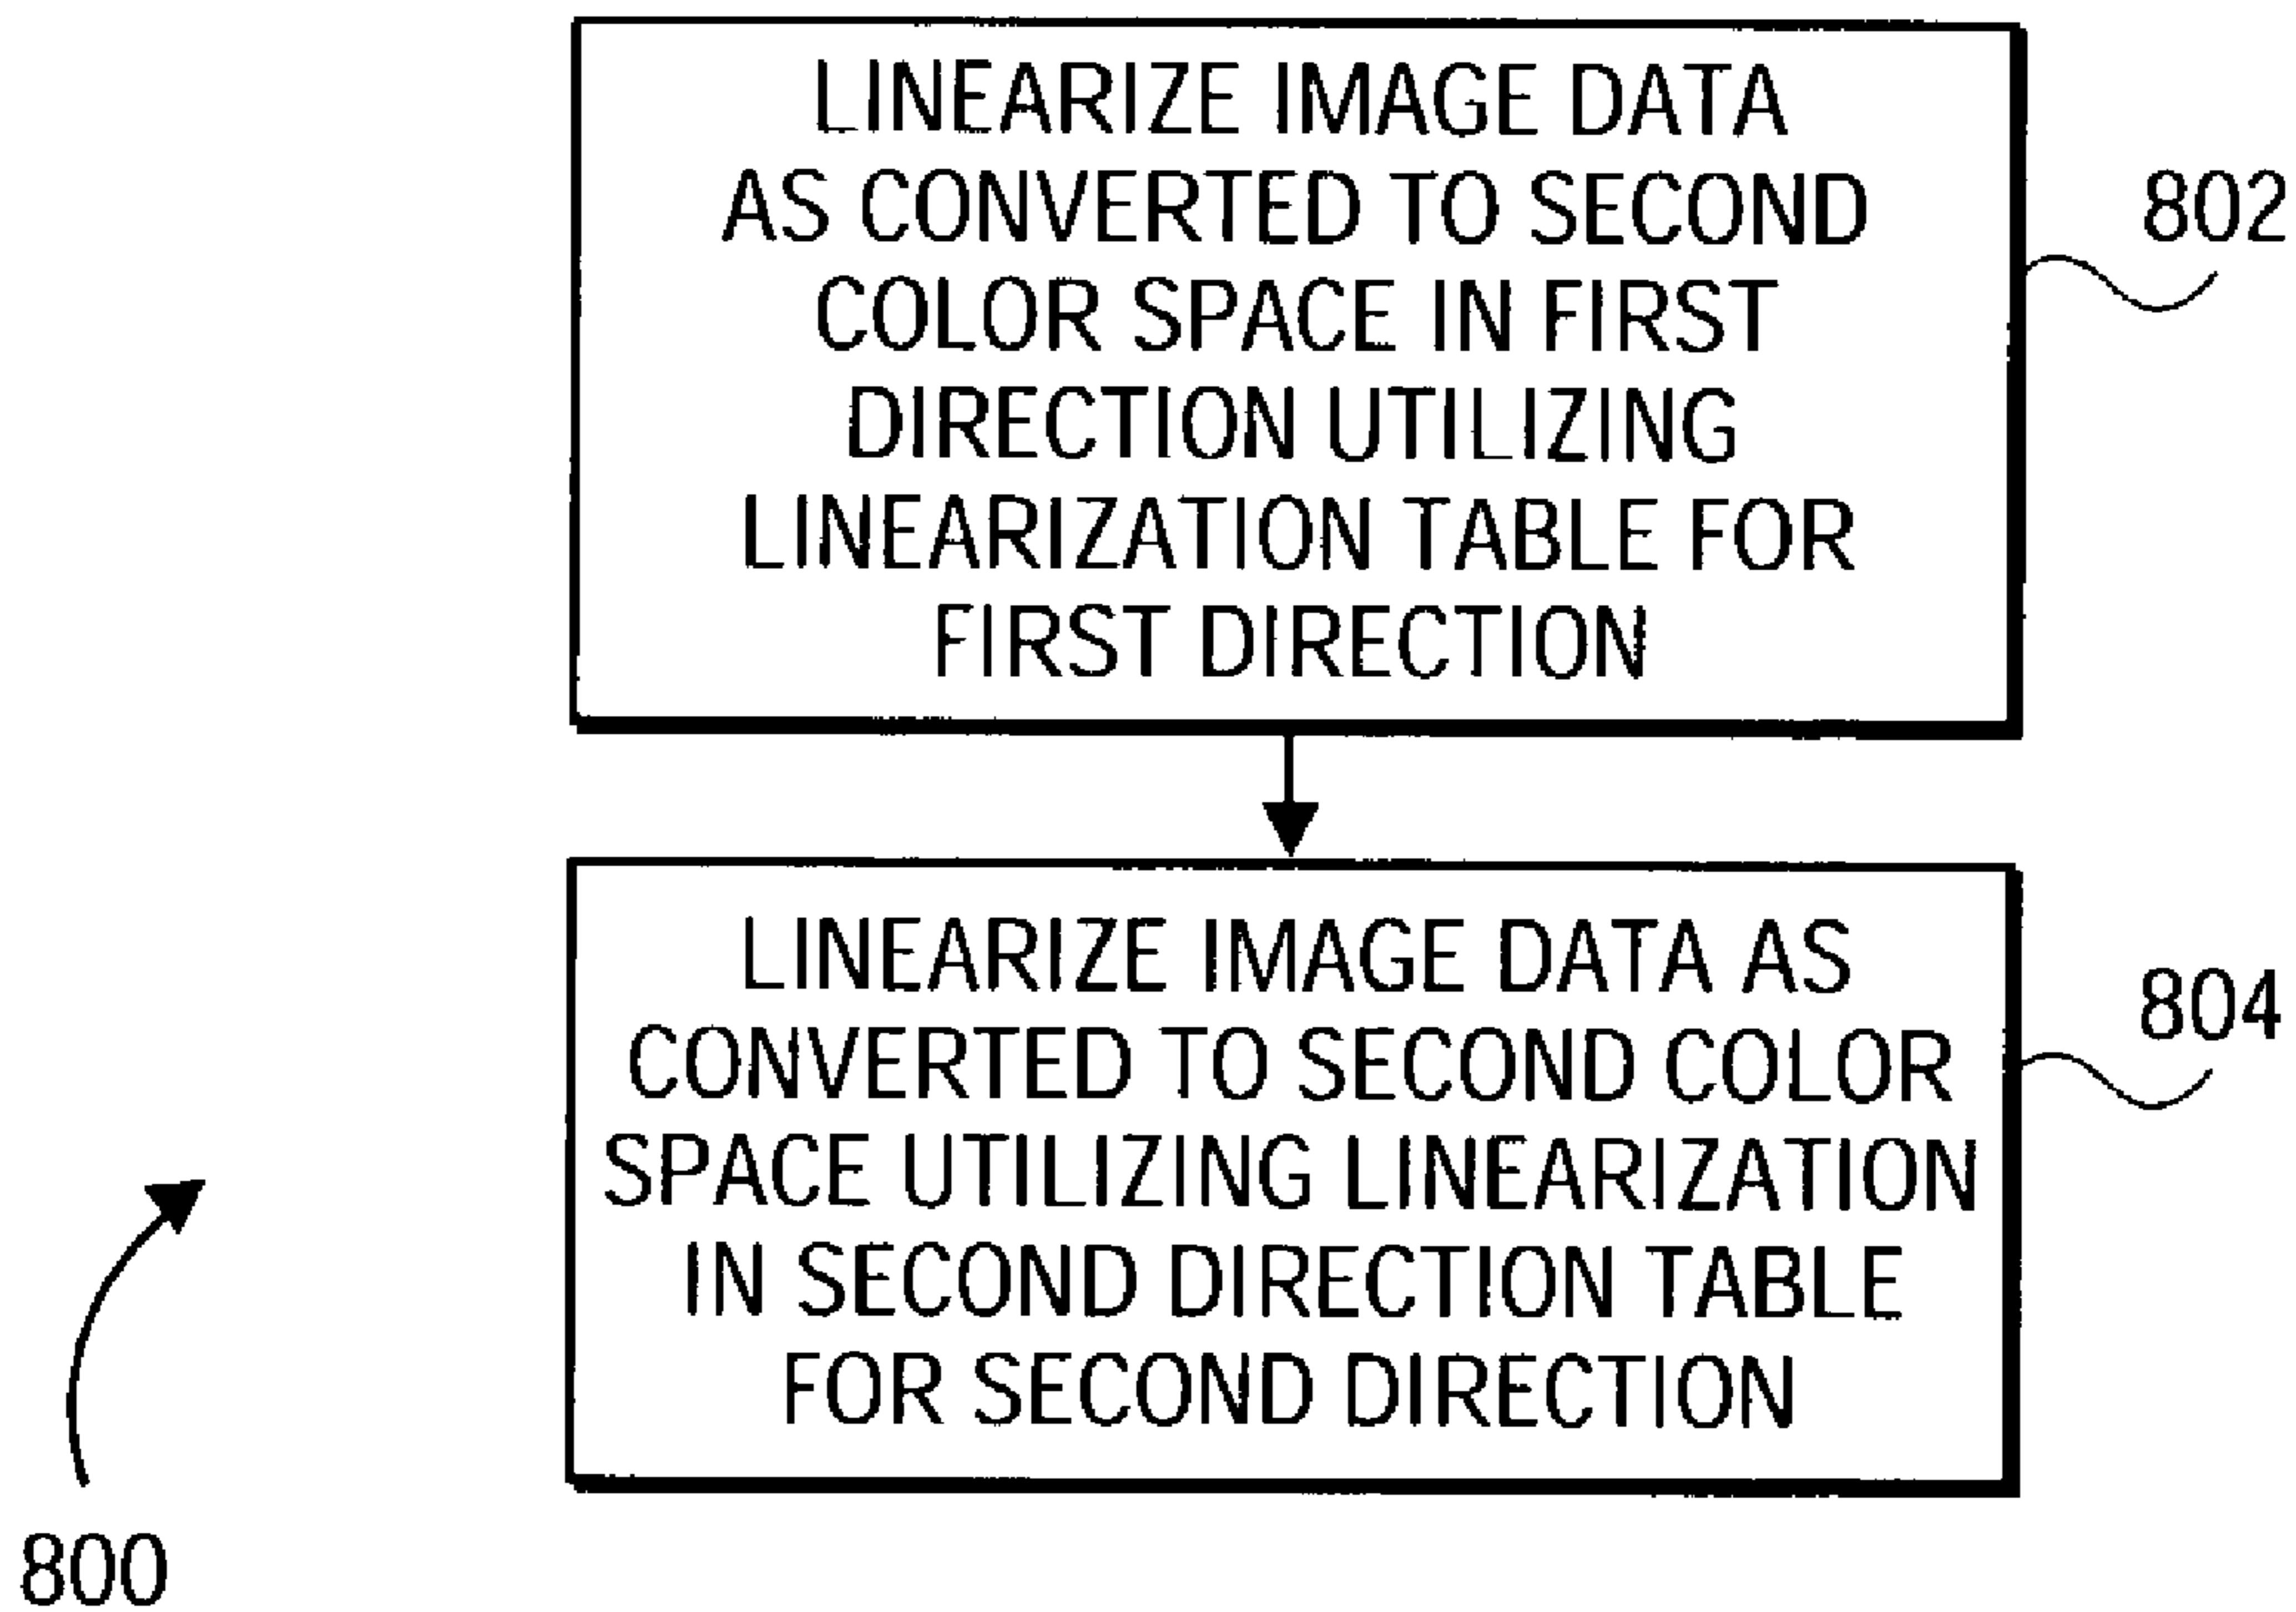 LINEARIZE IMAGE DATA
AS CONVERTED TO SECOND
COLOR SPACE IN FIRST
DIRECTION UTILIZING
LINEARIZATION TABLE FOR
FIRST DIRECTION
802
LINEARIZE IMAGE DATA AS
CONVERTED TO SECOND COLOR
SPACE UTILIZING LINEARIZATION
IN SECOND DIRECTION TABLE
FOR SECOND DIRECTION
804
800